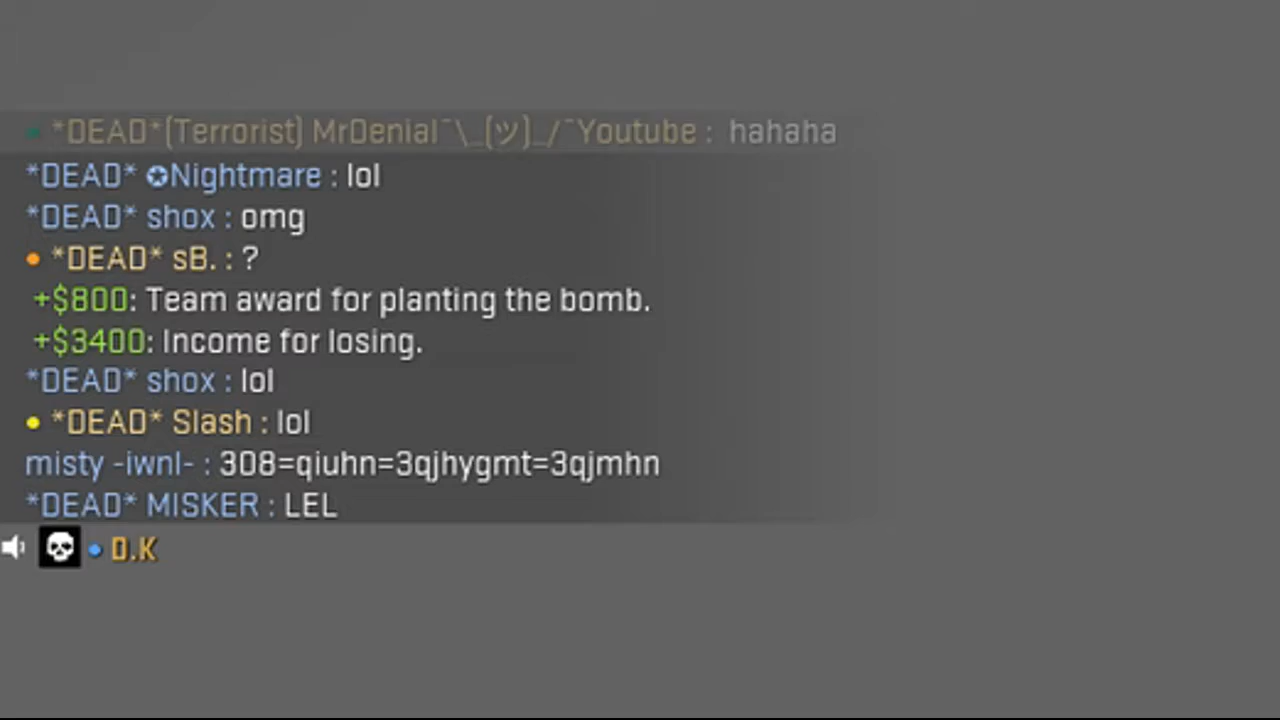 *DEAD*(Terrorist) MrDenial¯\_(ツ)_/¯Youtube : hahaha
*DEAD* ✪Nightmare : lol
*DEAD* shox : omg
*DEAD* sB. : ?
+$800: Team award for planting the bomb.
+$3400: Income for losing.
*DEAD* shox : lol
*DEAD* Slash : lol
misty -iwnl- : 308=qiuhn=3qjhygmt=3qjmhn
*DEAD* MISKER : LEL
D.K